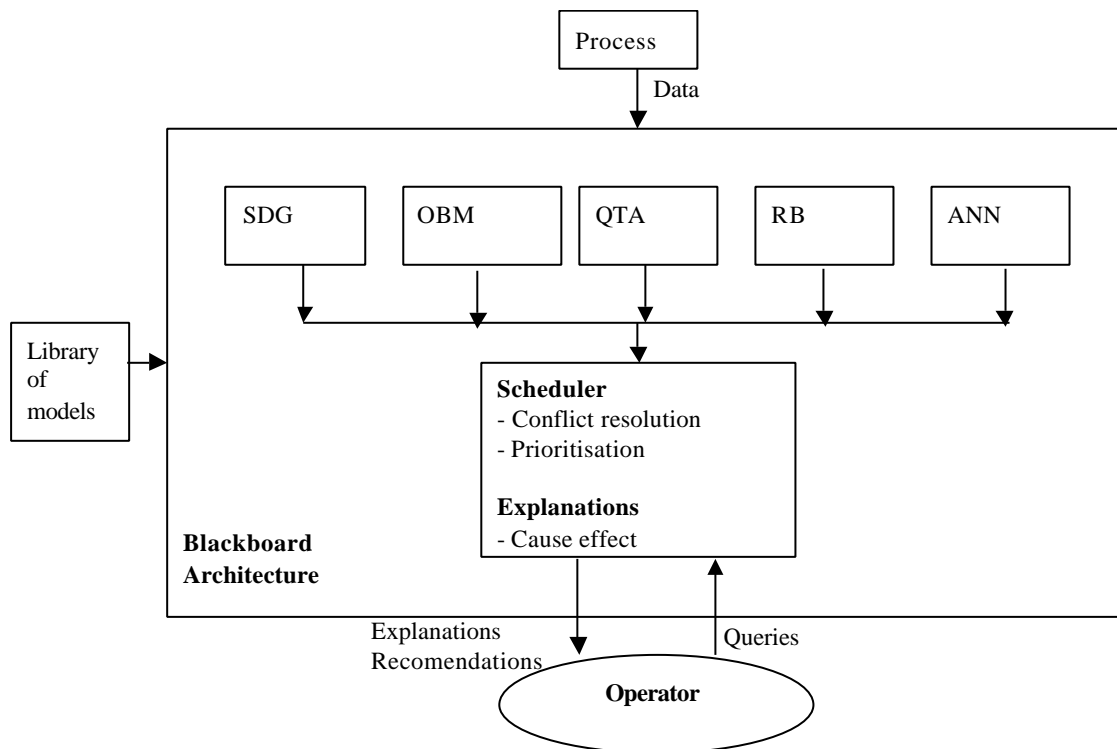 Process
Data
SDG
OBM
QTA
RB
ANN
Library
of
models
Scheduler
- Conflict resolution
- Prioritisation
Explanations
- Cause effect
Blackboard
Architecture
Explanations
Recomendations
Queries
Operator